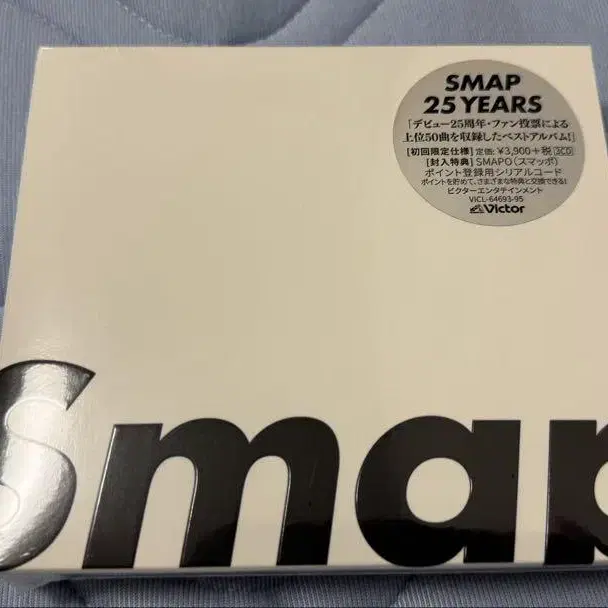 SMAP
25 YEARS
「デビュー25周年・ファン投票による
上位50曲を収録したベストアルバム!」
[初回限定仕様] 定価: ¥3,900+税 3CD
[封入特典] SMAPO(スマッポ)
ポイント登録用シリアルコード
ポイントを貯めて、さまざまな特典と交換できる!
ビクターエンタテインメント
VICL-64693-95
Victor
Smap